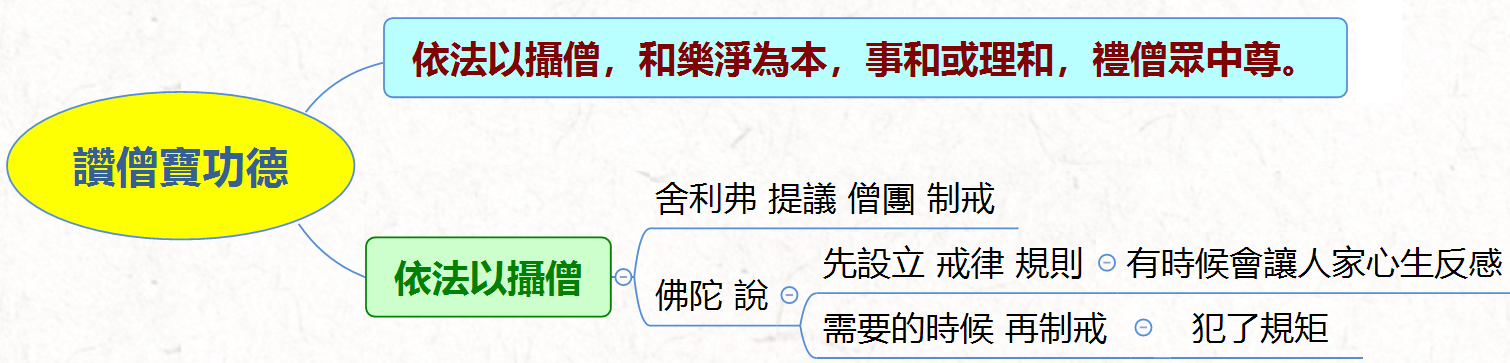 依法以攝僧，和樂淨為本，事和或理和，禮僧眾中尊。
讚僧寶功德
依法以攝僧
舍利弗 提議 僧團 制戒
佛陀 說
先設立 戒律 規則
有時候會讓人家心生反感
需要的時候 再制戒
犯了規矩